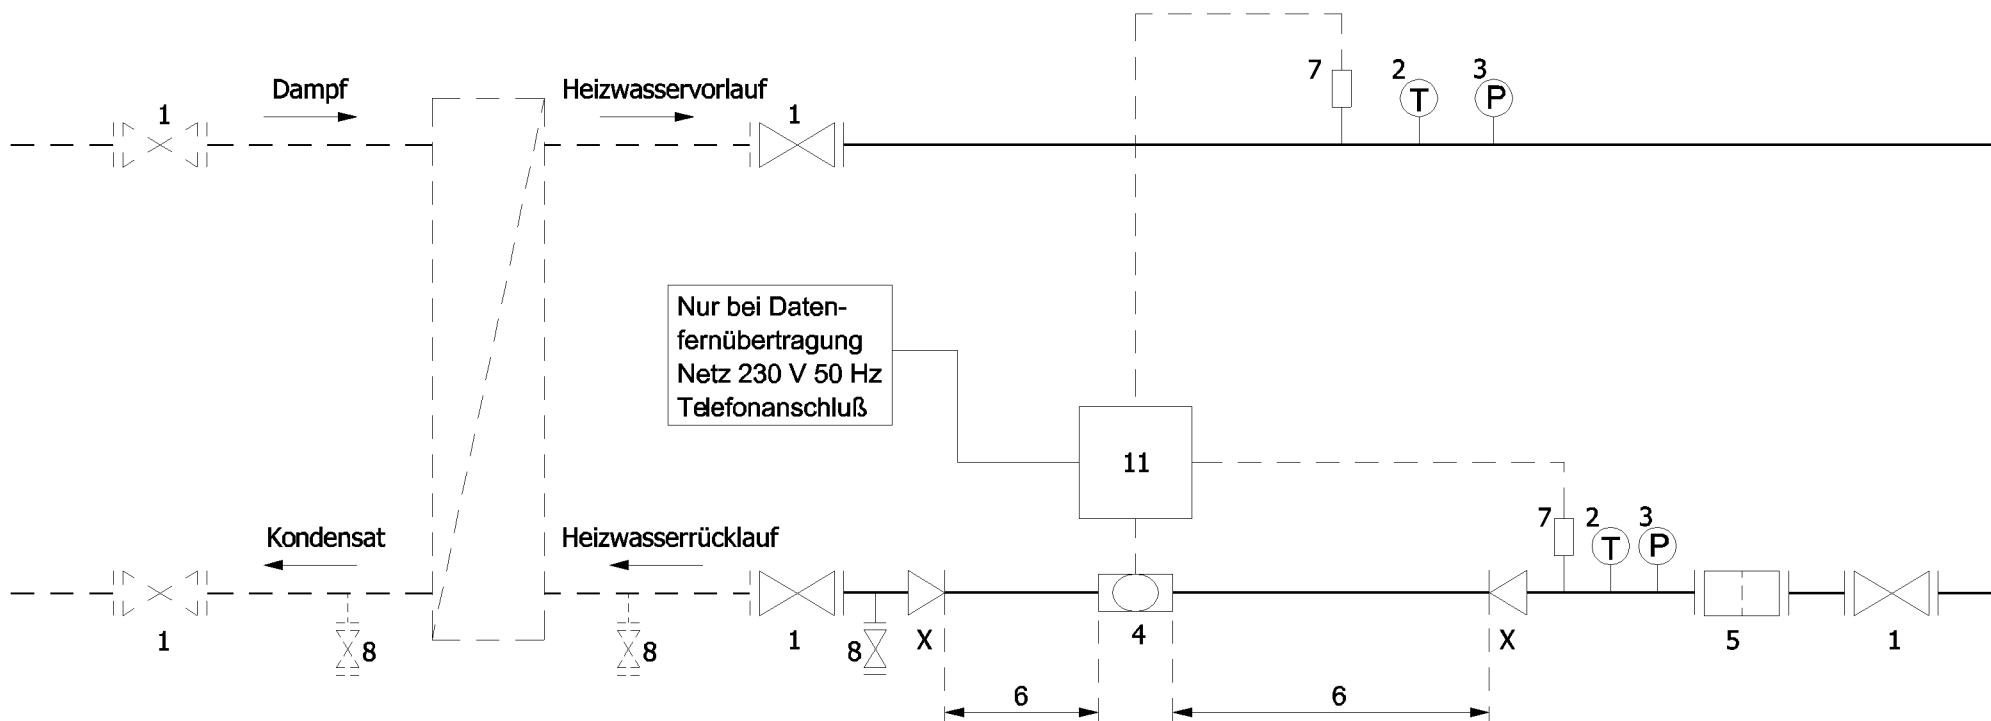 7
2
3
T
P
1
Dampf
Heizwasservorlauf
1
Nur bei Daten-
fernübertragung
Netz 230 V 50 Hz
Telefonanschluß
11
Kondensat
Heizwasserrücklauf
7
2
3
T
P
1
8
8
1
8
X
4
X
5
1
6
6